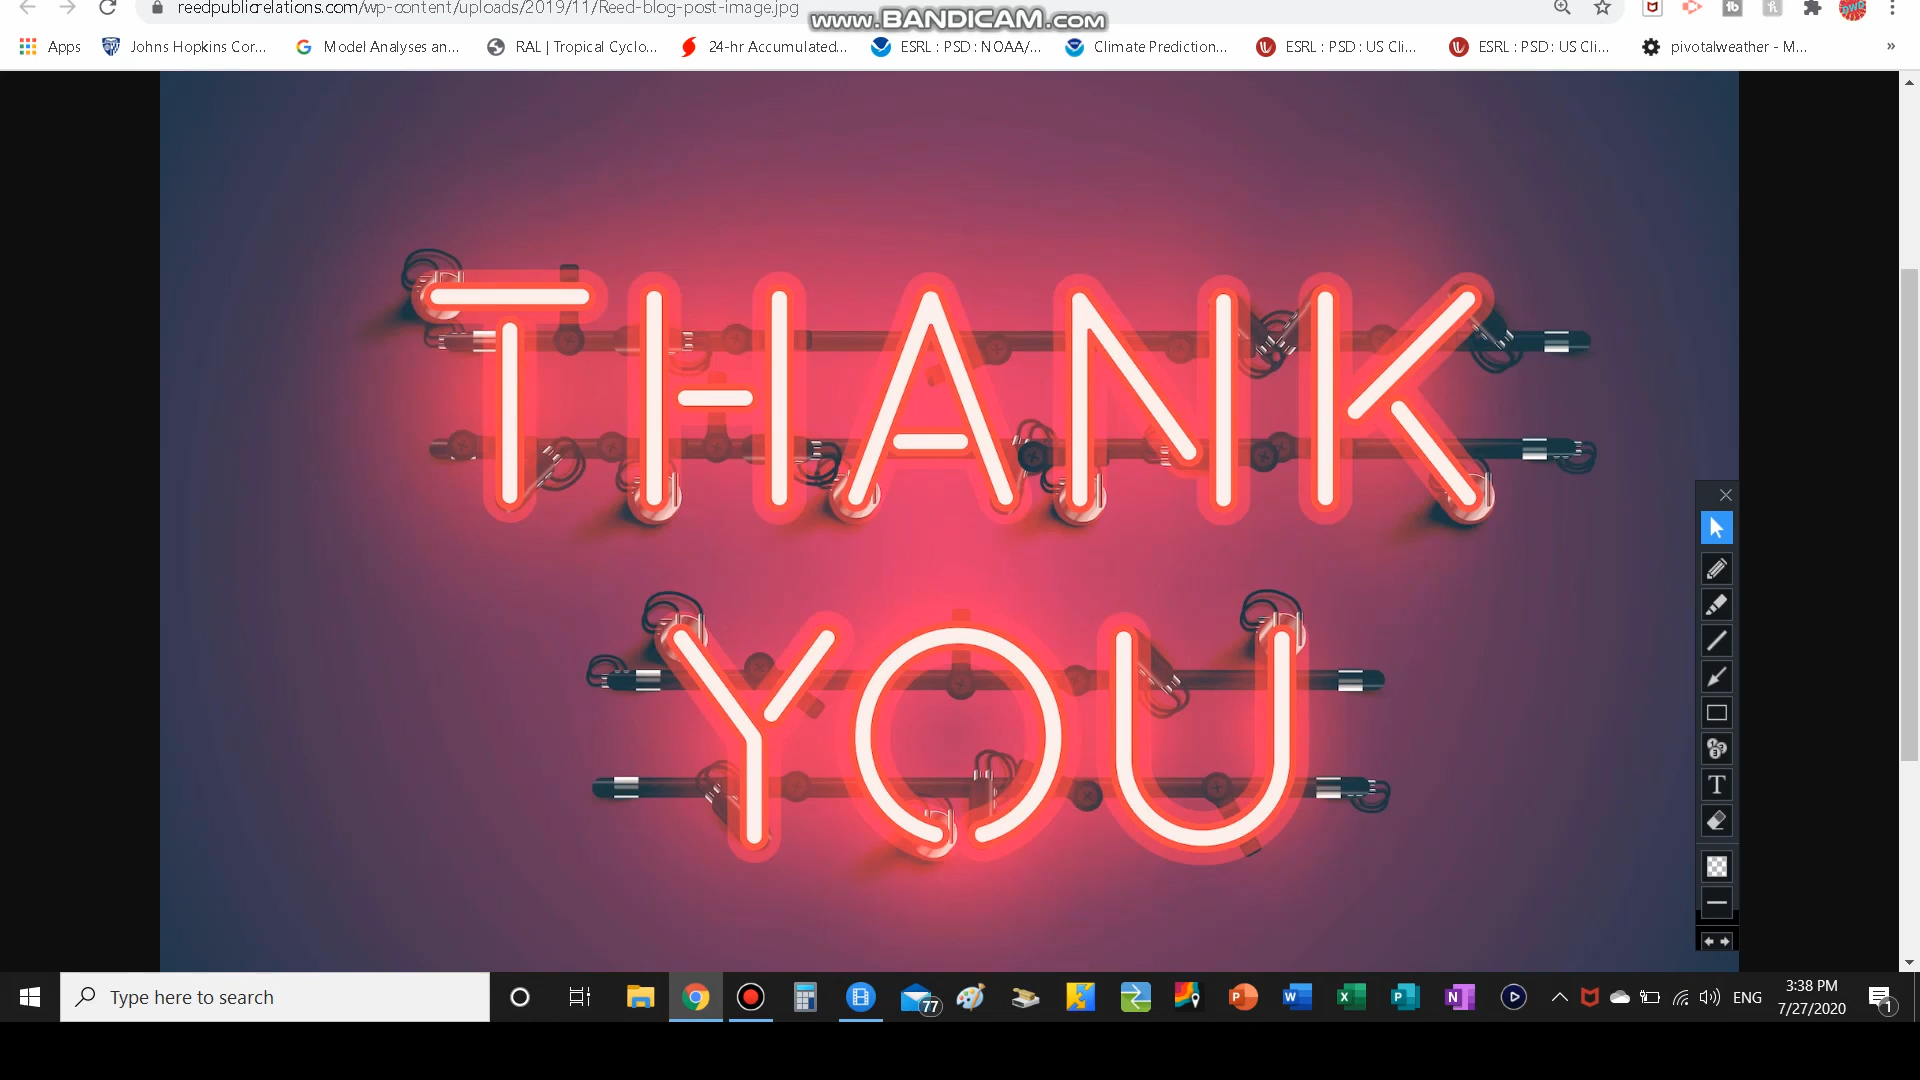 reedpublicrelations.com/wp-content/uploads/2019/11/Reed-blog-post-image.jpg
www.BANDICAM.com
Apps Johns Hopkins Cor... Model Analyses an... RAL | Tropical Cyclo... 24-hr Accumulated... ESRL : PSD : NOAA/... Climate Prediction... ESRL : PSD : US Cli... ESRL : PSD : US Cli... pivotalweather - M... »
THANK
YOU
Type here to search
77
ENG
3:38 PM
7/27/2020
1